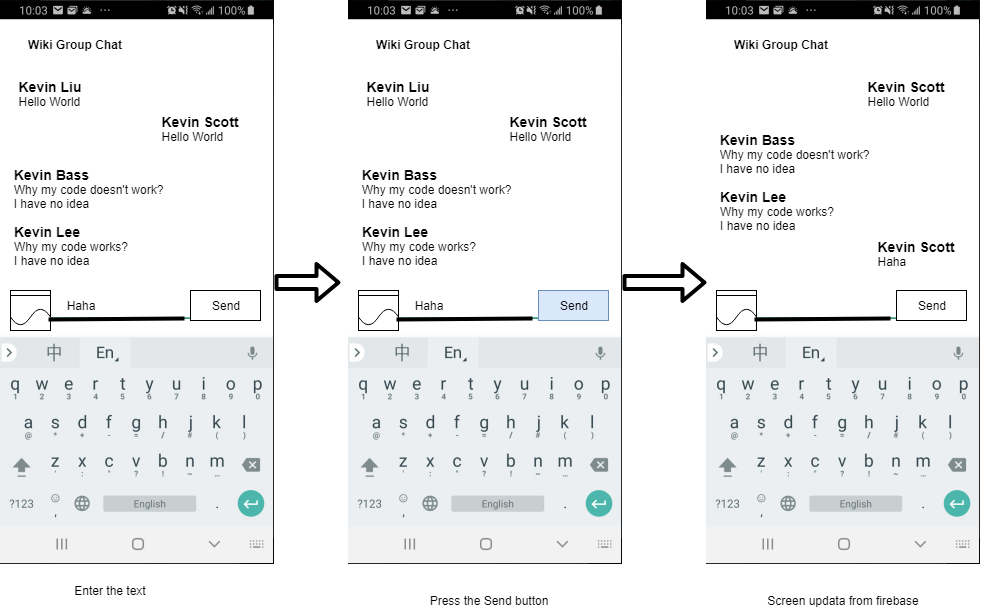 10:03 ... 100%
Wiki Group Chat
Kevin Liu
Hello World
Kevin Scott
Hello World
Kevin Bass
Why my code doesn't work?
I have no idea
Kevin Lee
Why my code works?
I have no idea
Haha
Send
中 En
q w e r t y u i o p
1 2 3 4 5 6 7 8 9 0
a s d f g h j k l
@ * + - = / # ( )
z x c v b n m
' : " ? ! ~ ...
?123 , English .
Enter the text
10:03 ... 100%
Wiki Group Chat
Kevin Liu
Hello World
Kevin Scott
Hello World
Kevin Bass
Why my code doesn't work?
I have no idea
Kevin Lee
Why my code works?
I have no idea
Haha
Send
中 En
q w e r t y u i o p
1 2 3 4 5 6 7 8 9 0
a s d f g h j k l
@ * + - = / # ( )
z x c v b n m
' : " ? ! ~ ...
?123 , English .
Press the Send button
10:03 ... 100%
Wiki Group Chat
Kevin Scott
Hello World
Kevin Bass
Why my code doesn't work?
I have no idea
Kevin Lee
Why my code works?
I have no idea
Kevin Scott
Haha
Send
中 En
q w e r t y u i o p
1 2 3 4 5 6 7 8 9 0
a s d f g h j k l
@ * + - = / # ( )
z x c v b n m
' : " ? ! ~ ...
?123 , English .
Screen updata from firebase